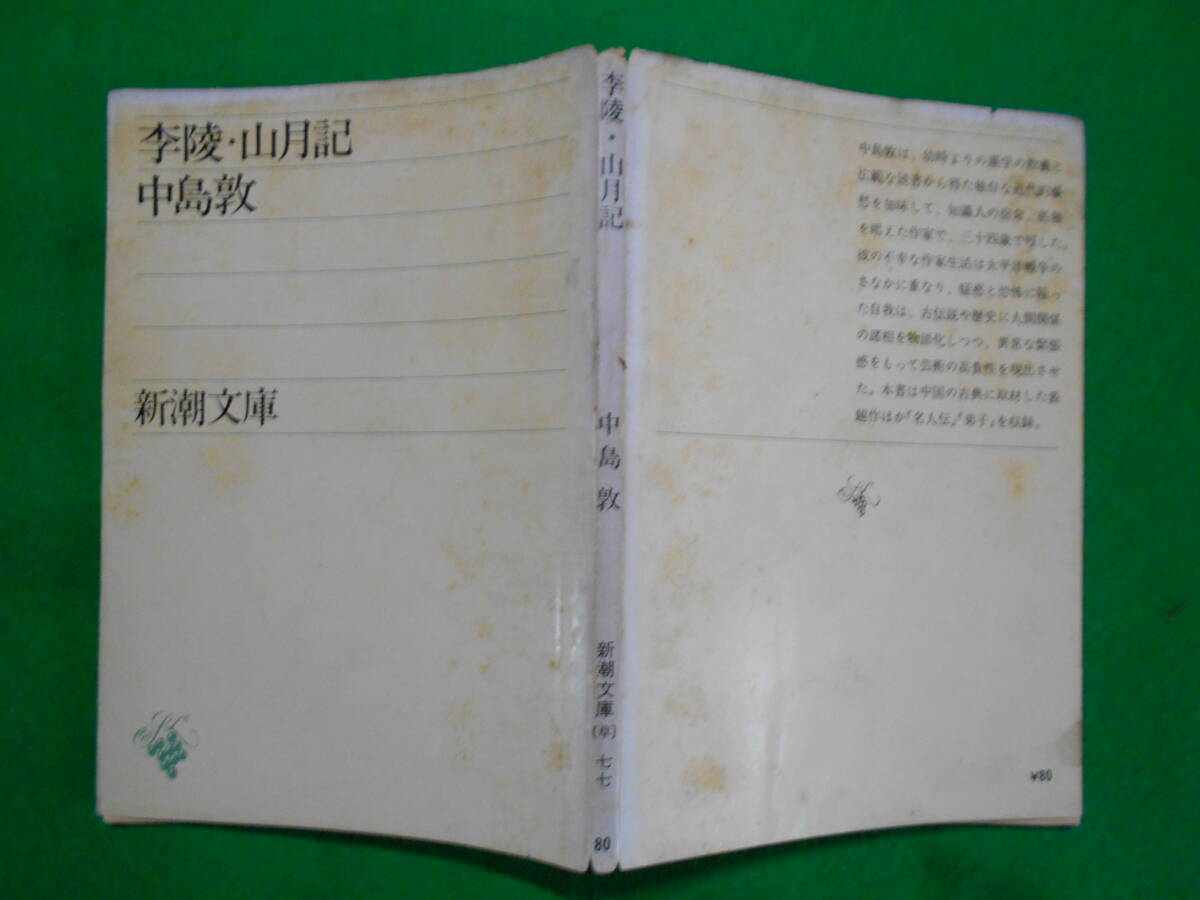 李陵・山月記
中島敦
新潮文庫
李陵・山月記
中島敦
新潮文庫
〔草〕
七七
80
中島敦は、幼時よりの漢学の教養と
広範な読書から得た独自な近代的憂
愁を加味して、知識人の宿命、孤独
を唱えた作家で、三十四歳で歿した。
彼の不幸な作家生活は太平洋戦争の
さなかに重なり、疑惑と恐怖に陥っ
た自我は、古伝説や歴史に人間関係
の諸相を物語化しつつ、異常な緊張
感をもって芸術の高貴性を現出させ
た。本書は中国の古典に取材した表
題作ほか『名人伝』『弟子』を収録。
¥80